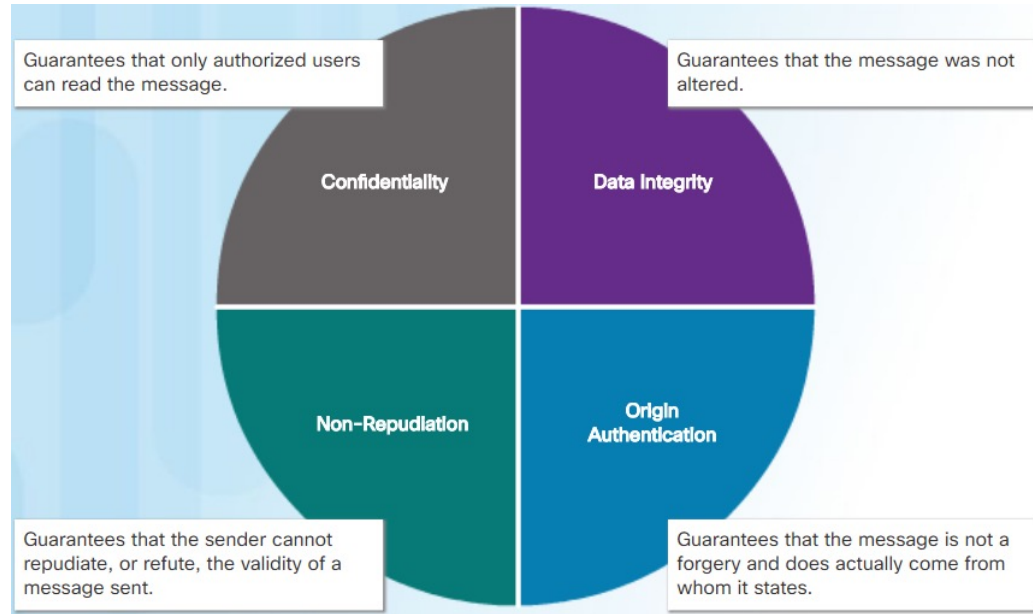 Guarantees that only authorized users
can read the message.
Guarantees that the message was not
altered.
Confidentiality
Data Integrity
Non-Repudiation
Origin
Authentication
Guarantees that the sender cannot
repudiate, or refute, the validity of a
message sent.
Guarantees that the message is not a
forgery and does actually come from
whom it states.